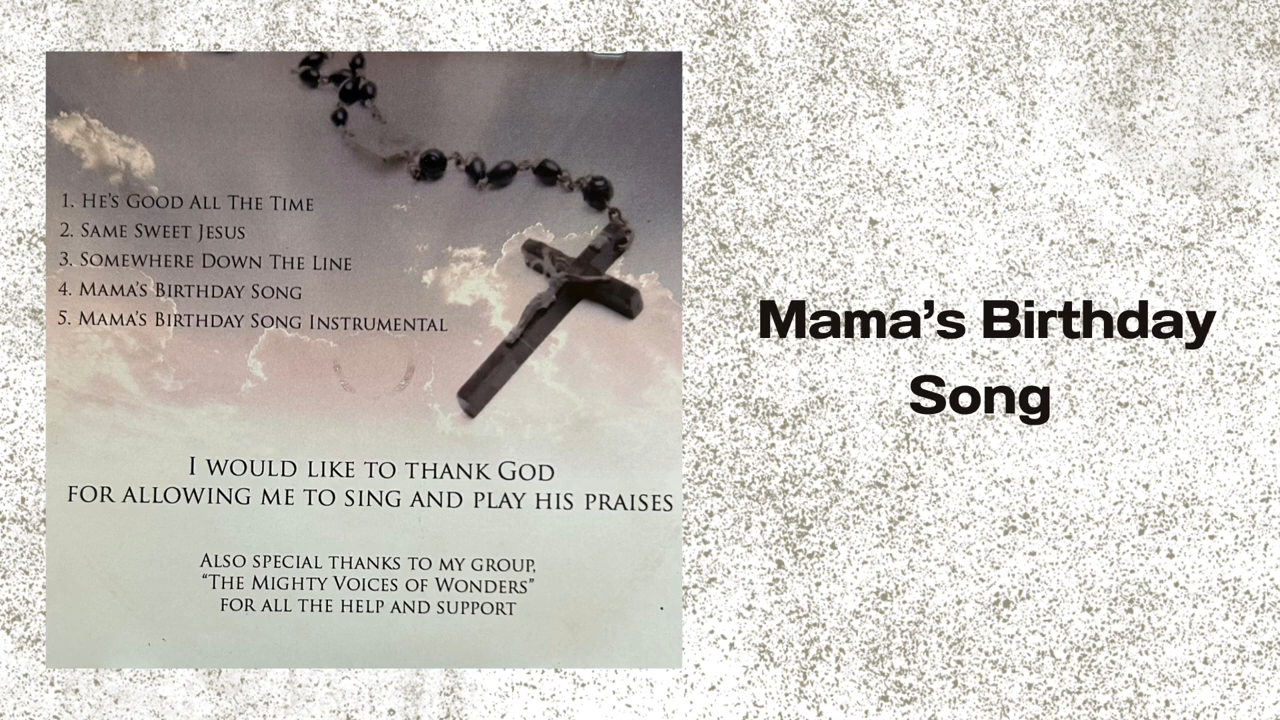 1. He's Good All The Time
2. Same Sweet Jesus
3. Somewhere Down The Line
4. Mama's Birthday Song
5. Mama's Birthday Song Instrumental
I would like to thank God
for allowing me to sing and play his praises
Also special thanks to my group,
“The Mighty Voices of Wonders”
for all the help and support
Mama’s Birthday
Song